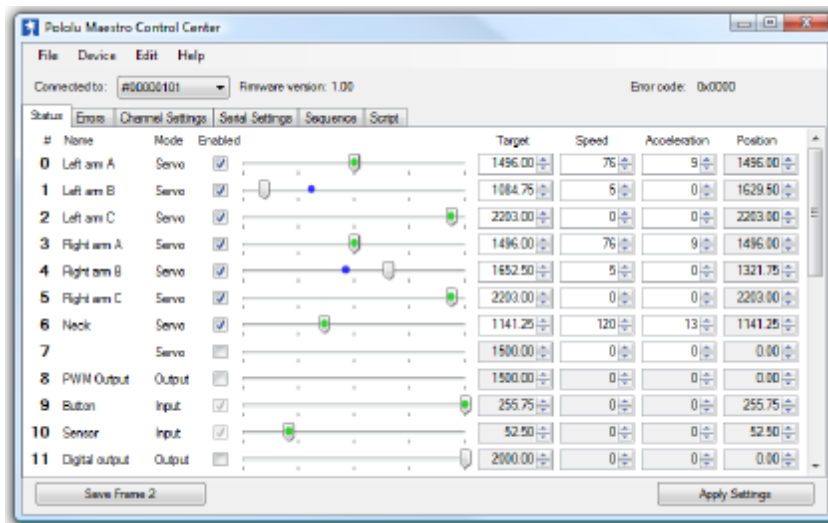 Pololu Maestro Control Center
File Device Edit Help
Connected to: #00000101 Firmware version: 1.00 Error code: 0x0000
Status Errors Channel Settings Serial Settings Sequence Script
# Name Mode Enabled Target Speed Acceleration Position
0 Left arm A Servo 1496.00 76 9 1496.00
1 Left arm B Servo 1084.75 5 0 1629.50
2 Left arm C Servo 2203.00 0 0 2203.00
3 Right arm A Servo 1496.00 76 9 1496.00
4 Right arm B Servo 1652.50 5 0 1321.75
5 Right arm C Servo 2203.00 0 0 2203.00
6 Neck Servo 1141.25 120 13 1141.25
7 Servo 1500.00 0 0 0.00
8 PWM Output Output 1500.00 0 0 0.00
9 Button Input 255.75 0 0 255.75
10 Sensor Input 52.50 0 0 52.50
11 Digital output Output 2000.00 0 0 0.00
Save Frame 2 Apply Settings